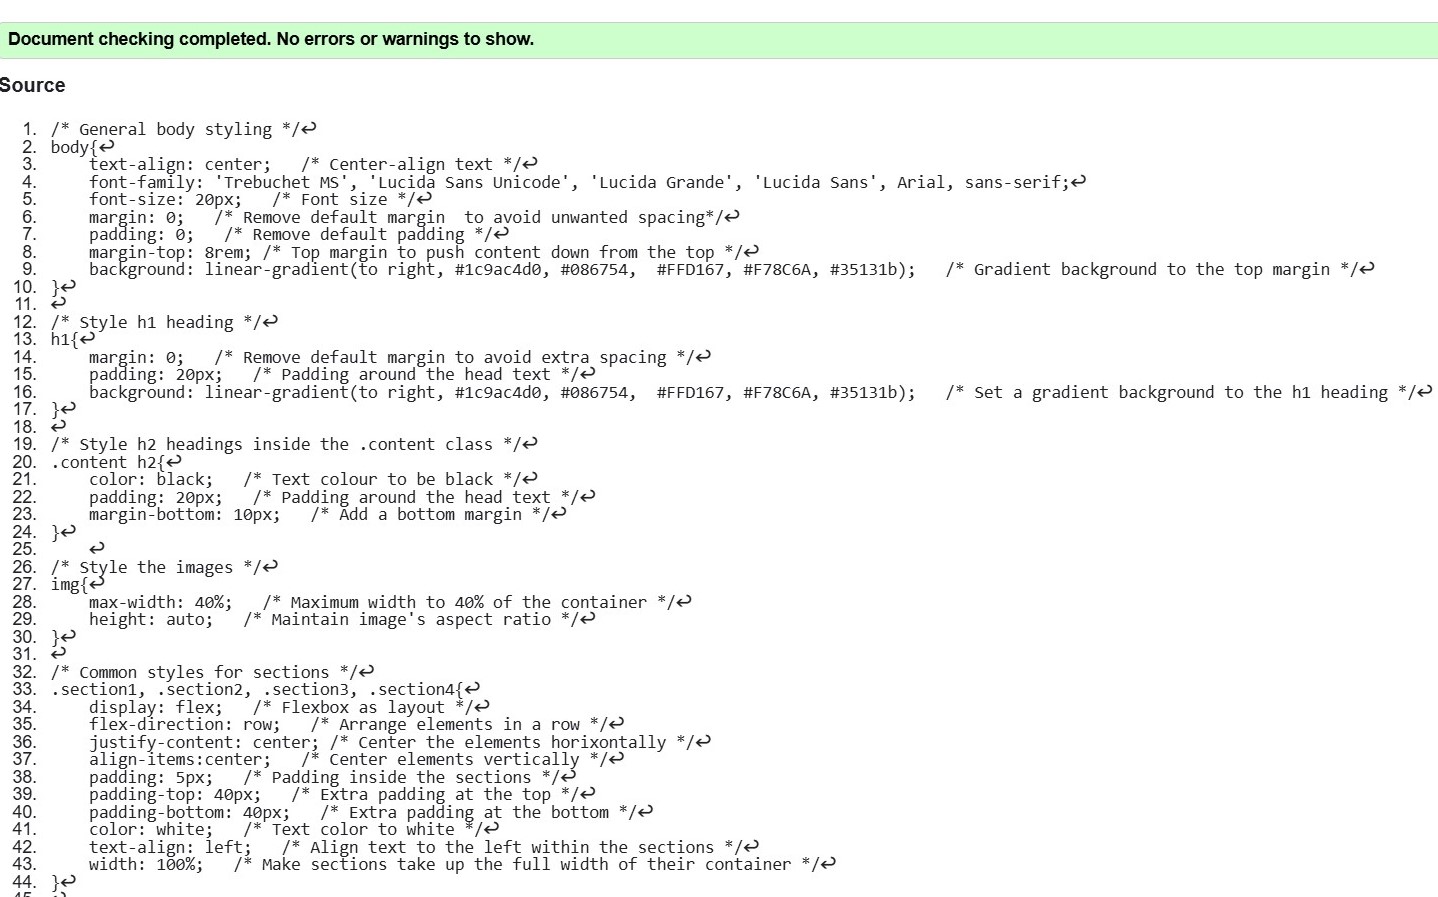 Document checking completed. No errors or warnings to show.
Source
1. /* General body styling */↩
2. body{↩
3. text-align: center;   /* Center-align text */↩
4. font-family: 'Trebuchet MS', 'Lucida Sans Unicode', 'Lucida Grande', 'Lucida Sans', Arial, sans-serif;↩
5. font-size: 20px;   /* Font size */↩
6. margin: 0;   /* Remove default margin  to avoid unwanted spacing*/↩
7. padding: 0;   /* Remove default padding */↩
8. margin-top: 8rem; /* Top margin to push content down from the top */↩
9. background: linear-gradient(to right, #1c9ac4d0, #086754,  #FFD167, #F78C6A, #35131b);   /* Gradient background to the top margin */↩
10. }↩
11. ↩
12. /* Style h1 heading */↩
13. h1{↩
14. margin: 0;   /* Remove default margin to avoid extra spacing */↩
15. padding: 20px;   /* Padding around the head text */↩
16. background: linear-gradient(to right, #1c9ac4d0, #086754,  #FFD167, #F78C6A, #35131b);   /* Set a gradient background to the h1 heading */↩
17. }↩
18. ↩
19. /* Style h2 headings inside the .content class */↩
20. .content h2{↩
21. color: black;   /* Text colour to be black */↩
22. padding: 20px;   /* Padding around the head text */↩
23. margin-bottom: 10px;   /* Add a bottom margin */↩
24. }↩
25. ↩
26. /* Style the images */↩
27. img{↩
28. max-width: 40%;   /* Maximum width to 40% of the container */↩
29. height: auto;   /* Maintain image's aspect ratio */↩
30. }↩
31. ↩
32. /* Common styles for sections */↩
33. .section1, .section2, .section3, .section4{↩
34. display: flex;   /* Flexbox as layout */↩
35. flex-direction: row;   /* Arrange elements in a row */↩
36. justify-content: center; /* Center the elements horixontally */↩
37. align-items:center;   /* Center elements vertically */↩
38. padding: 5px;   /* Padding inside the sections */↩
39. padding-top: 40px;   /* Extra padding at the top */↩
40. padding-bottom: 40px;   /* Extra padding at the bottom */↩
41. color: white;   /* Text color to white */↩
42. text-align: left;   /* Align text to the left within the sections */↩
43. width: 100%;   /* Make sections take up the full width of their container */↩
44. }↩